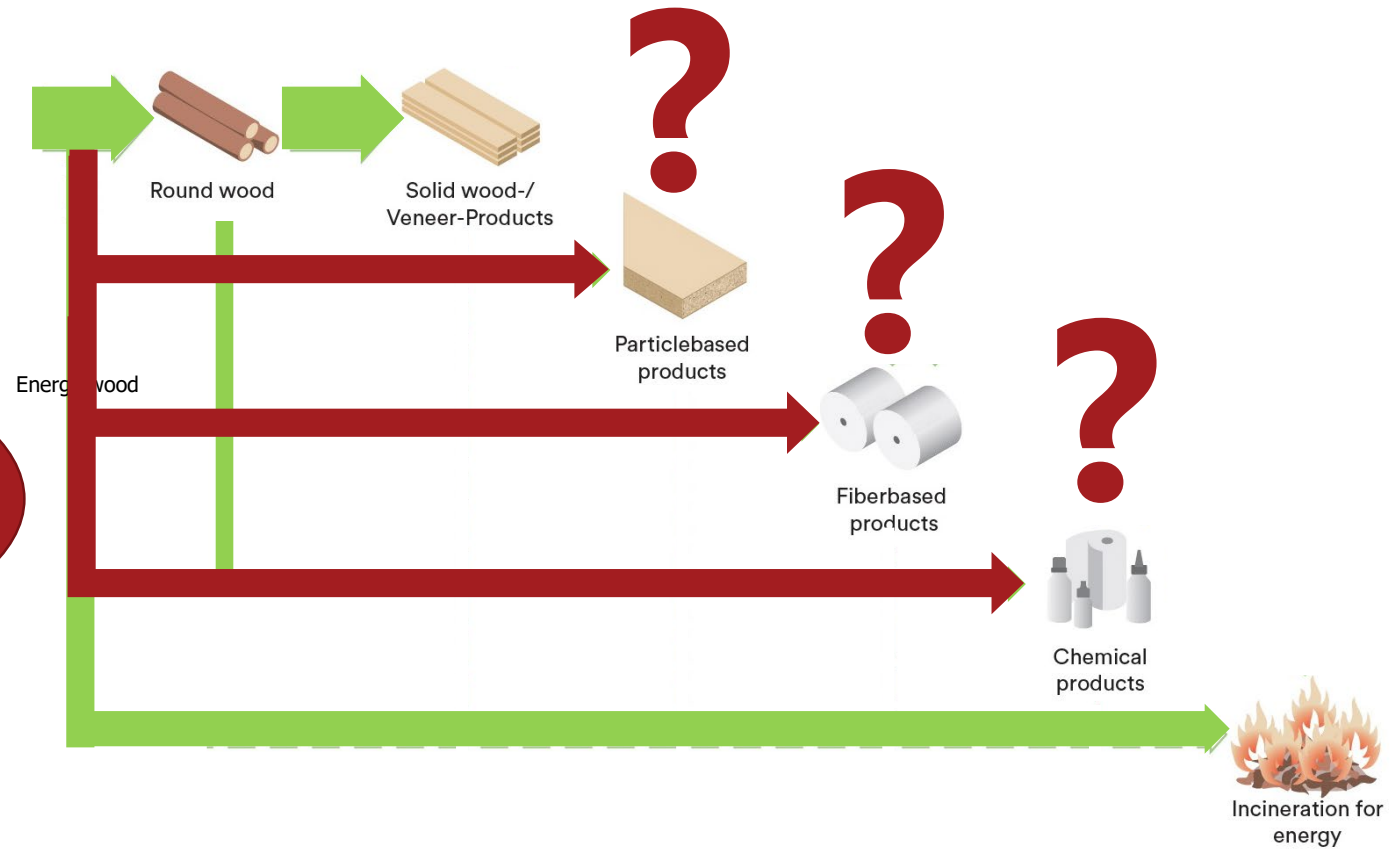 ?
Round wood
Solid wood-/
Veneer-Products
?
Particlebased
products
?
Energy wood
Fiberbased
products
Chemical
products
Incineration for
energy